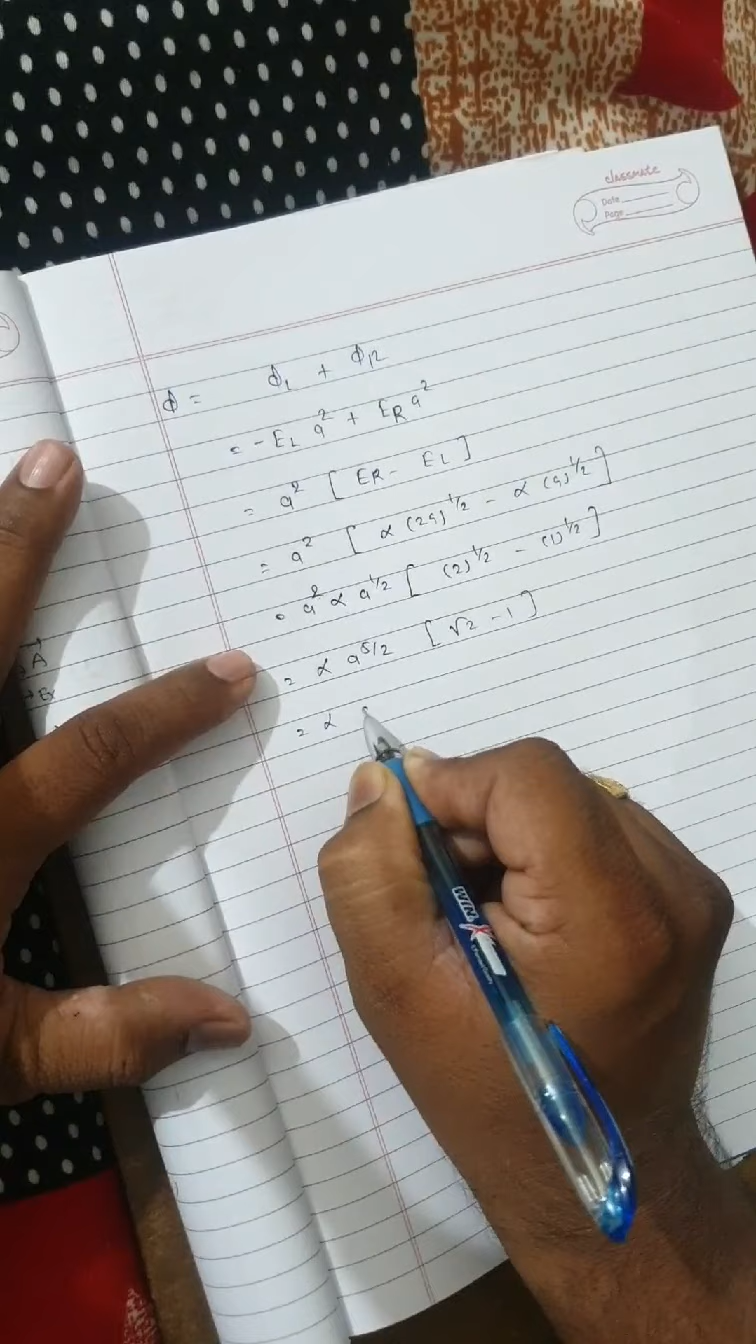 classmate
Date
Page
ϕ = ϕL + ϕR
= - EL a² + ER a²
= a² [ ER - EL ]
= a² [ α (2a)^1/2 - α (a)^1/2 ]
= a² α a^1/2 [ (2)^1/2 - (1)^1/2 ]
= α a^5/2 [ √2 - 1 ]
= α
A
WIN